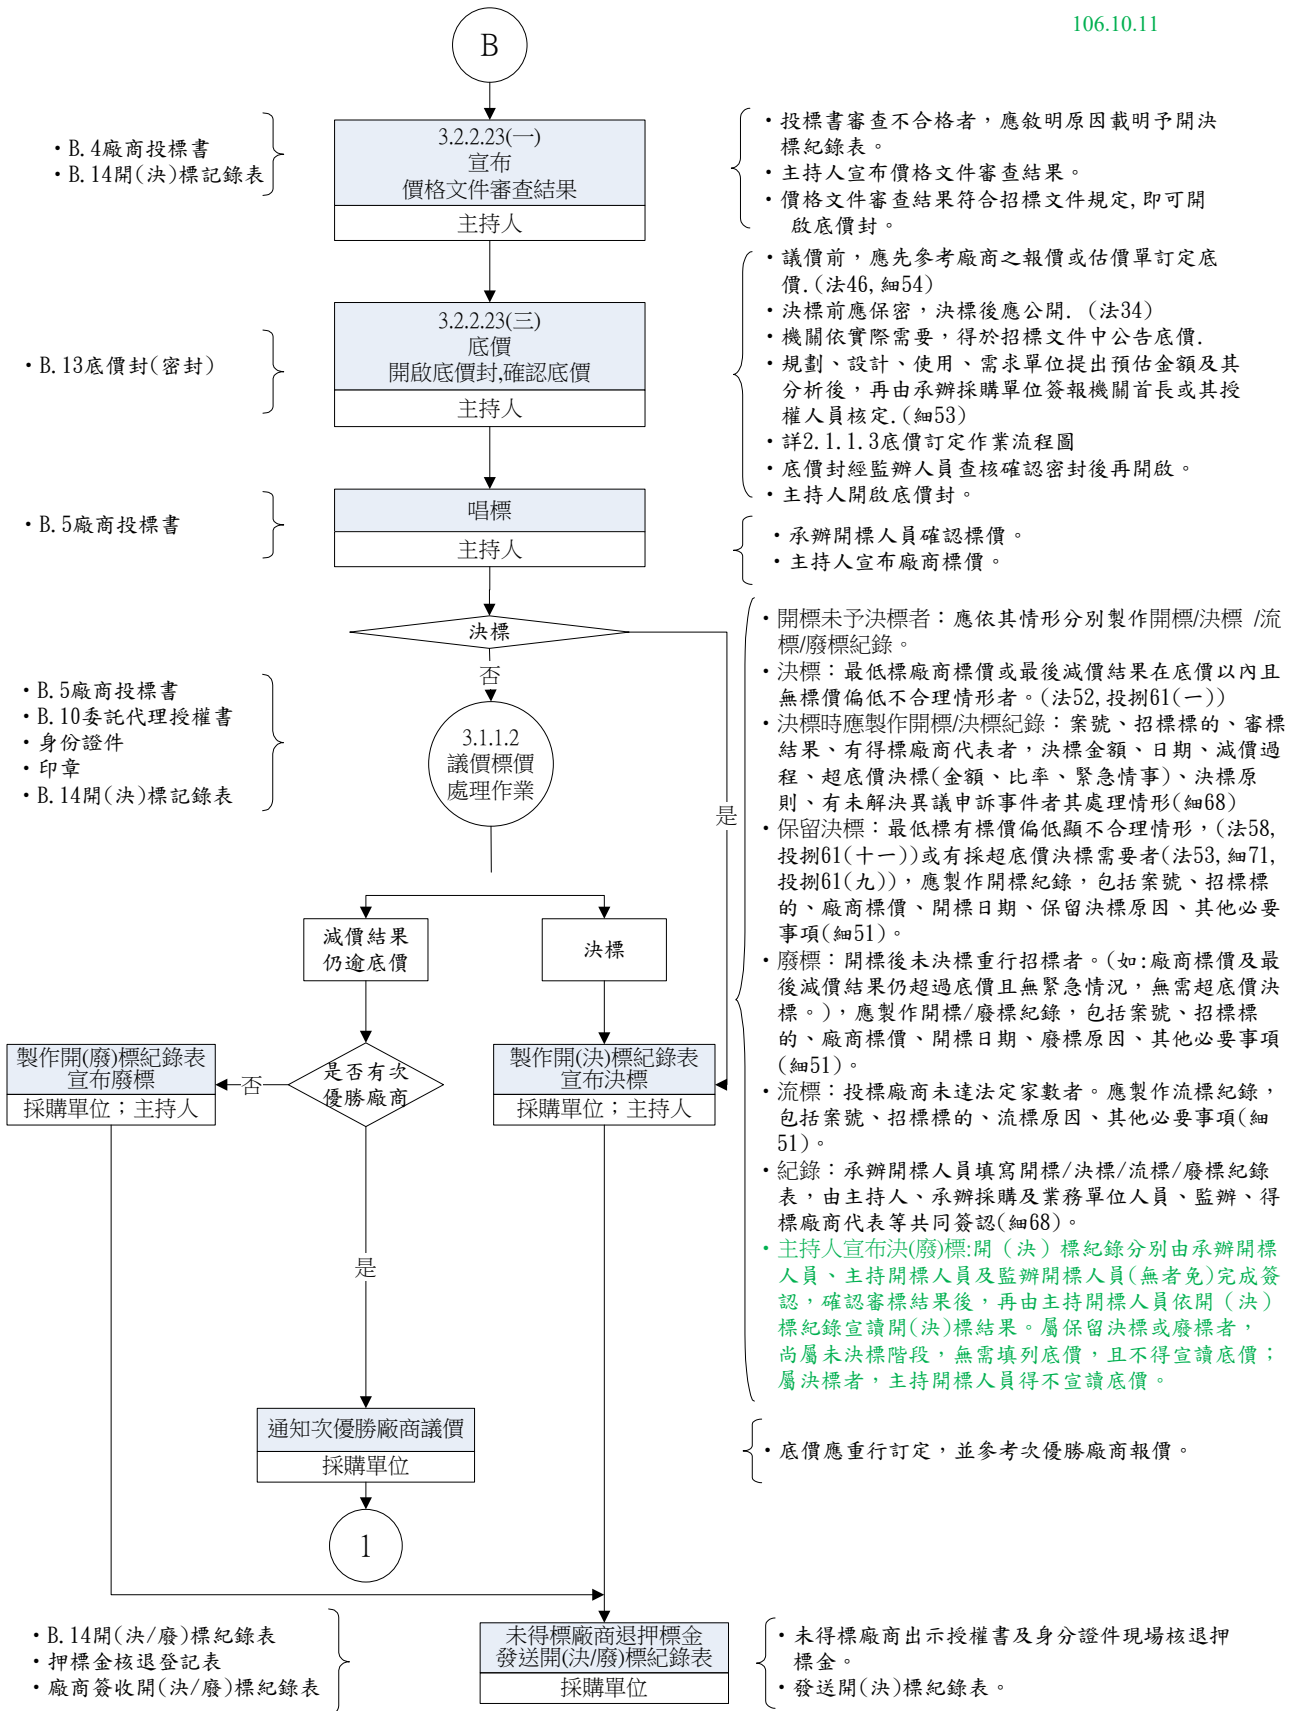 106.10.11
B
・B.4廠商投標書
・B.14開(決)標記錄表
3.2.2.23(一)
宣布
價格文件審查結果
主持人
・投標書審查不合格者，應敘明原因載明予開決
標紀錄表。
・主持人宣布價格文件審查結果。
・價格文件審查結果符合招標文件規定,即可開
啟底價封。
・B.13底價封(密封)
3.2.2.23(三)
底價
開啟底價封,確認底價
主持人
・議價前，應先參考廠商之報價或估價單訂定底
價.(法46,細54)
・決標前應保密，決標後應公開. (法34)
・機關依實際需要，得於招標文件中公告底價.
・規劃、設計、使用、需求單位提出預估金額及其
分析後，再由承辦採購單位簽報機關首長或其授
權人員核定.(細53)
・詳2.1.1.3底價訂定作業流程圖
・底價封經監辦人員查核確認密封後再開啟。
・主持人開啟底價封。
・B.5廠商投標書
唱標
主持人
・承辦開標人員確認標價。
・主持人宣布廠商標價。
決標
否
是
・B.5廠商投標書
・B.10委託代理授權書
・身份證件
・印章
・B.14開(決)標記錄表
3.1.1.2
議價標價
處理作業
・開標未予決標者：應依其情形分別製作開標/決標 /流
標/廢標紀錄。
・決標：最低標廠商標價或最後減價結果在底價以內且
無標價偏低不合理情形者。(法52,投捌61(一))
・決標時應製作開標/決標紀錄：案號、招標標的、審標
結果、有得標廠商代表者，決標金額、日期、減價過
程、超底價決標(金額、比率、緊急情事)、決標原
則、有未解決異議申訴事件者其處理情形(細68)
・保留決標：最低標有標價偏低顯不合理情形，(法58,
投捌61(十一))或有採超底價決標需要者(法53,細71,
投捌61(九))，應製作開標紀錄，包括案號、招標標
的、廠商標價、開標日期、保留決標原因、其他必要
事項(細51)。
・廢標：開標後未決標重行招標者。(如:廠商標價及最
後減價結果仍超過底價且無緊急情況，無需超底價決
標。)，應製作開標/廢標紀錄，包括案號、招標標
的、廠商標價、開標日期、廢標原因、其他必要事項
(細51)。
・流標：投標廠商未達法定家數者。應製作流標紀錄，
包括案號、招標標的、流標原因、其他必要事項(細
51)。
・紀錄：承辦開標人員填寫開標/決標/流標/廢標紀錄
表，由主持人、承辦採購及業務單位人員、監辦、得
標廠商代表等共同簽認(細68)。
・主持人宣布決(廢)標:開（決）標紀錄分別由承辦開標
人員、主持開標人員及監辦開標人員(無者免)完成簽
認，確認審標結果後，再由主持開標人員依開（決）
標紀錄宣讀開(決)標結果。屬保留決標或廢標者，
尚屬未決標階段，無需填列底價，且不得宣讀底價；
屬決標者，主持開標人員得不宣讀底價。
減價結果
仍逾底價
決標
製作開(廢)標紀錄表
宣布廢標
採購單位；主持人
否
是否有次
優勝廠商
製作開(決)標紀錄表
宣布決標
採購單位；主持人
是
通知次優勝廠商議價
採購單位
・底價應重行訂定，並參考次優勝廠商報價。
1
・B.14開(決/廢)標紀錄表
・押標金核退登記表
・廠商簽收開(決/廢)標紀錄表
未得標廠商退押標金
發送開(決/廢)標紀錄表
採購單位
・未得標廠商出示授權書及身分證件現場核退押
標金。
・發送開(決)標紀錄表。